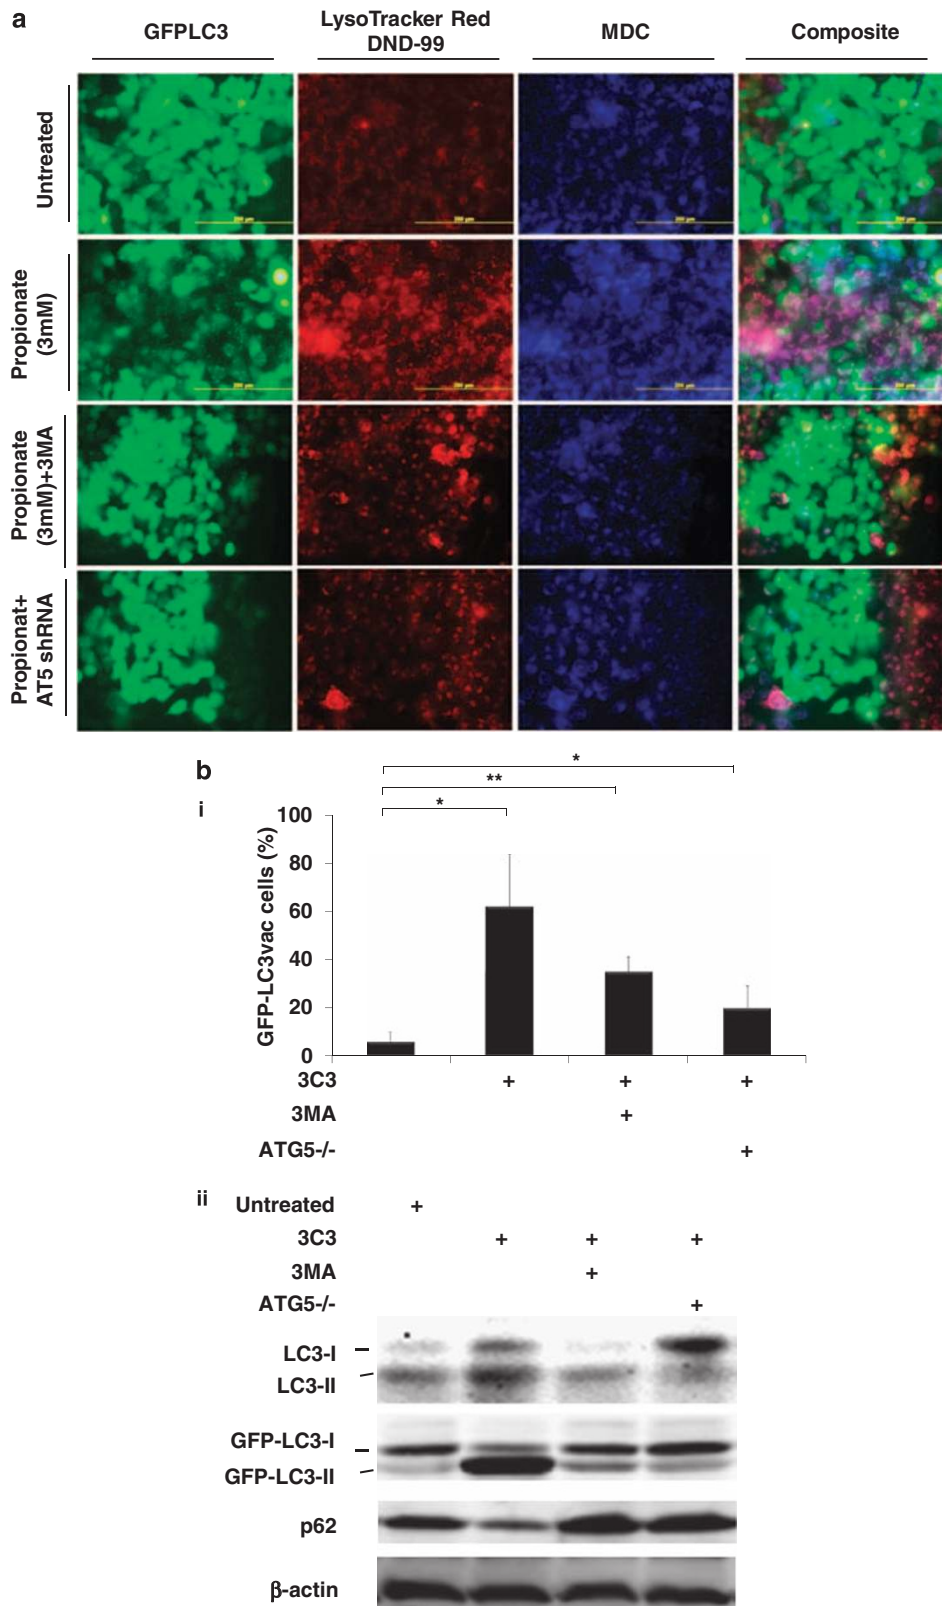 a
GFPLC3
LysoTracker Red
DND-99
MDC
Composite
Untreated
Propionate
(3mM)
Propionate
(3mM)+3MA
Propionat+
AT5 shRNA
b
* 
**
*
i
GFP-LC3vac cells (%)
100
80
60
40
20
0
3C3 + + +
3MA +
ATG5-/- +
ii
Untreated +
3C3 + + +
3MA +
ATG5-/- +
LC3-I
LC3-II
GFP-LC3-I
GFP-LC3-II
p62
β-actin